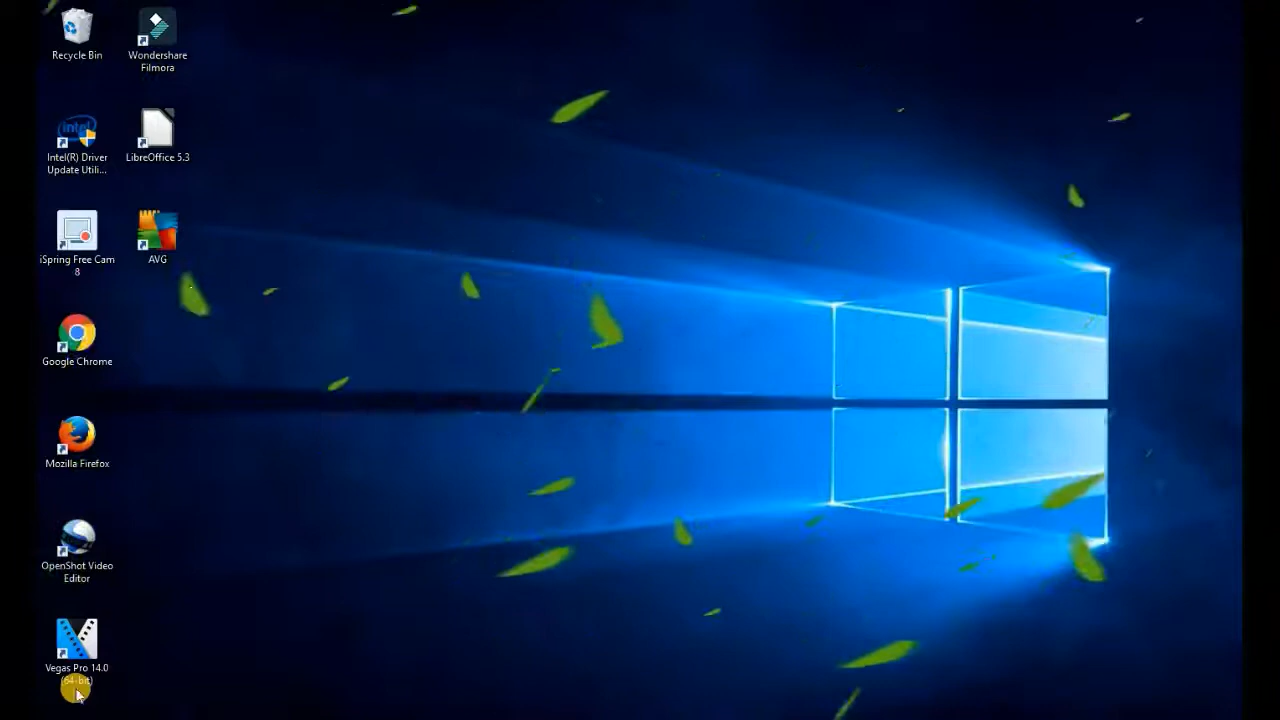 Recycle Bin
Wondershare
Filmora
intel
Intel(R) Driver
Update Utili...
LibreOffice 5.3
iSpring Free Cam
8
AVG
Google Chrome
Mozilla Firefox
OpenShot Video
Editor
Vegas Pro 14.0
(64-bit)